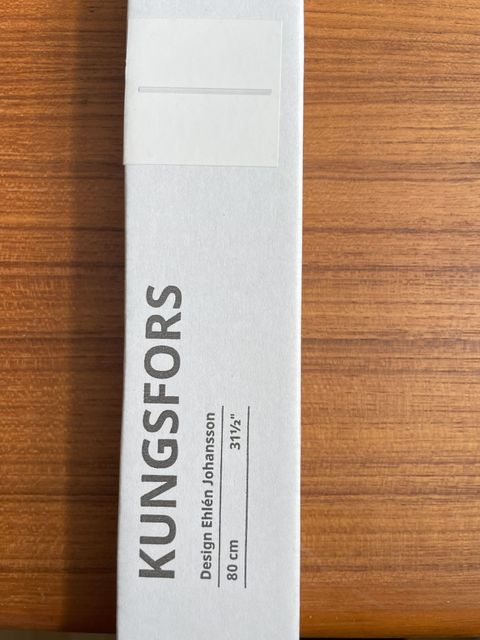 KUNGSFORS
Design Ehlén Johansson
80 cm 31½"